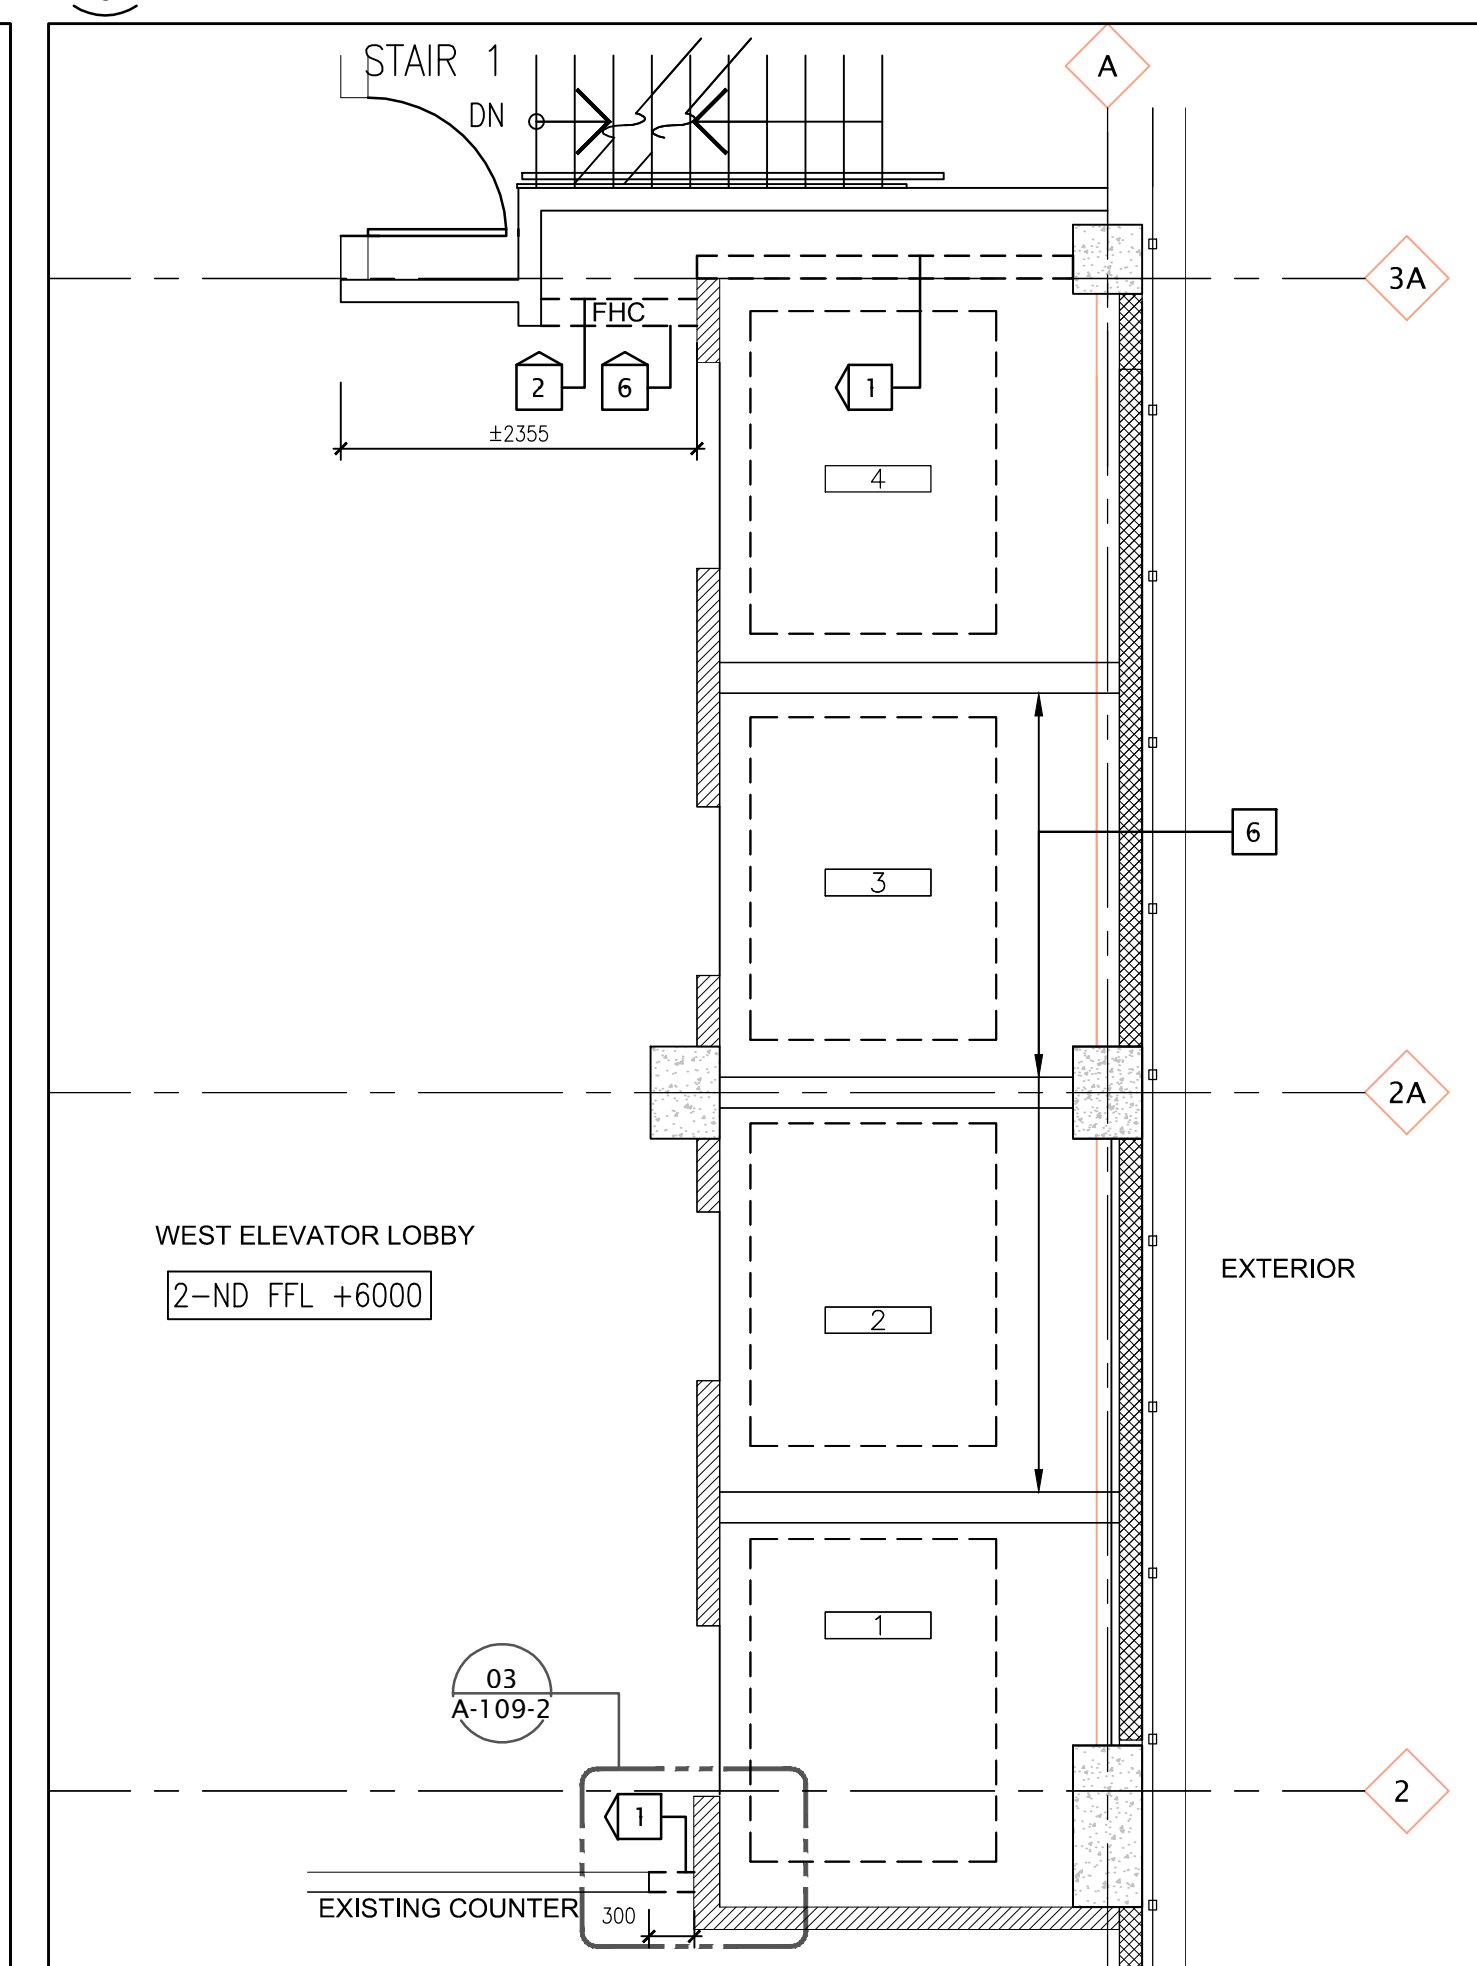 STAIR 1
A
DN
3A
FHC
2
6
1
±2355
4
3
6
2A
WEST ELEVATOR LOBBY
EXTERIOR
2-ND FFL +6000
2
1
03
A-109-2
2
1
EXISTING COUNTER
300